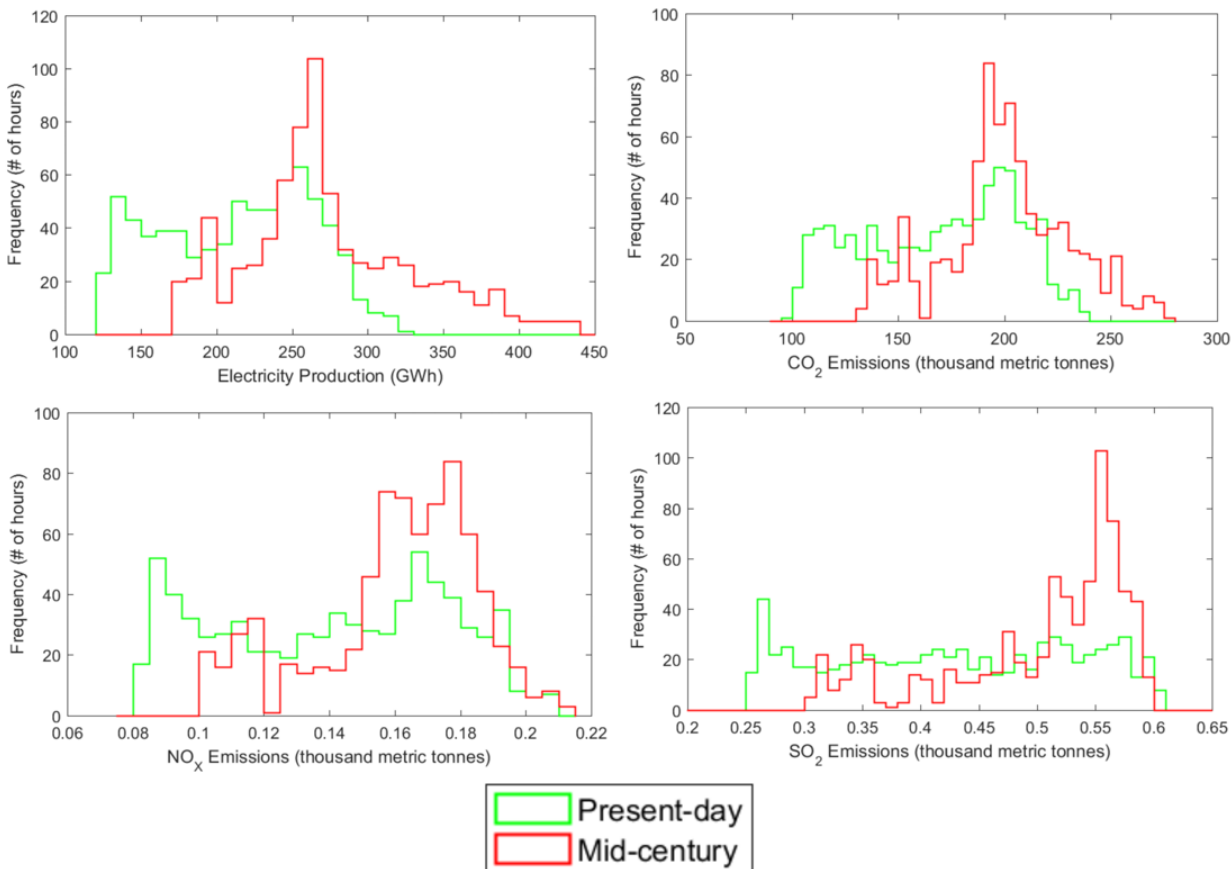 120
100
80
60
40
20
0
Frequency (# of hours)
100 150 200 250 300 350 400 450
Electricity Production (GWh)
100
80
60
40
20
0
Frequency (# of hours)
50 100 150 200 250 300
CO2 Emissions (thousand metric tonnes)
100
80
60
40
20
0
Frequency (# of hours)
0.06 0.08 0.1 0.12 0.14 0.16 0.18 0.2 0.22
NOX Emissions (thousand metric tonnes)
120
100
80
60
40
20
0
Frequency (# of hours)
0.2 0.25 0.3 0.35 0.4 0.45 0.5 0.55 0.6 0.65
SO2 Emissions (thousand metric tonnes)
Present-day
Mid-century